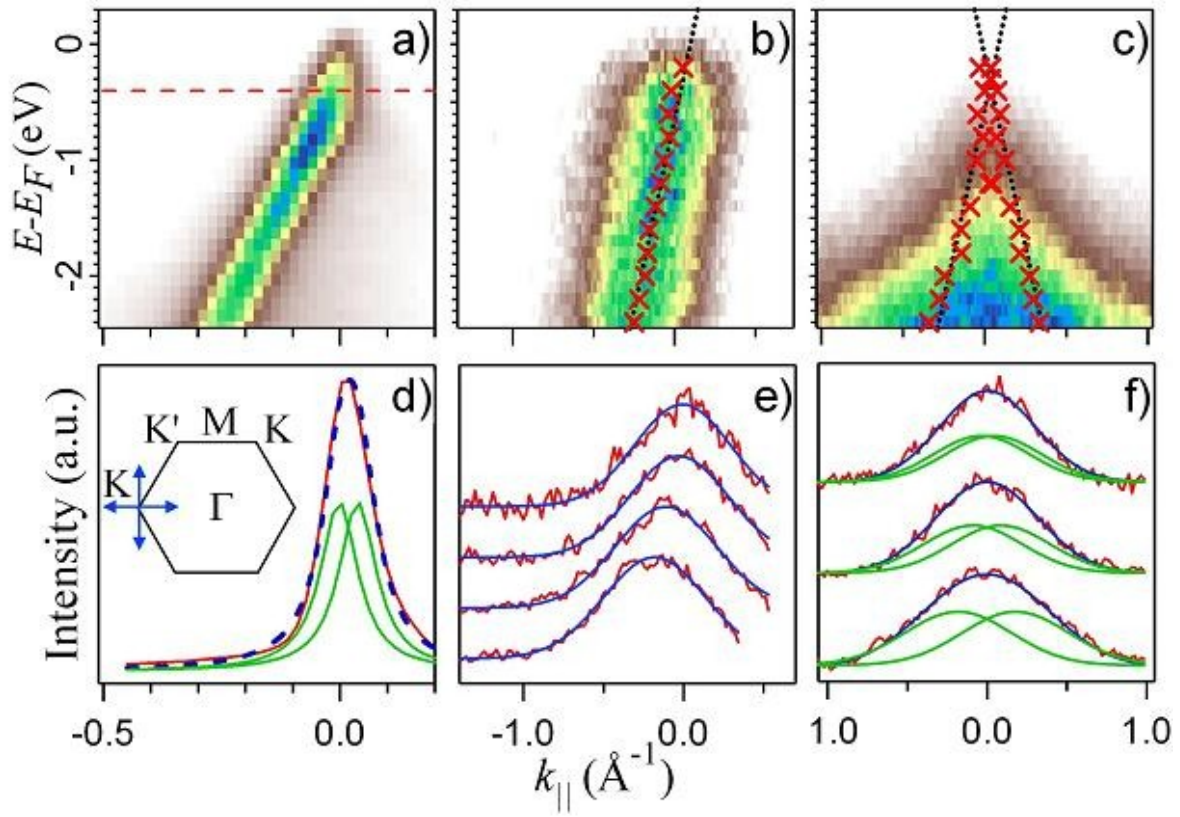 a)
b)
c)
0
-1
-2
E-E_F (eV)
d)
e)
f)
K' M K
K
Γ
Intensity (a.u.)
-0.5 0.0 -1.0 0.0 1.0 0.0 1.0
k_|| (Å⁻¹)